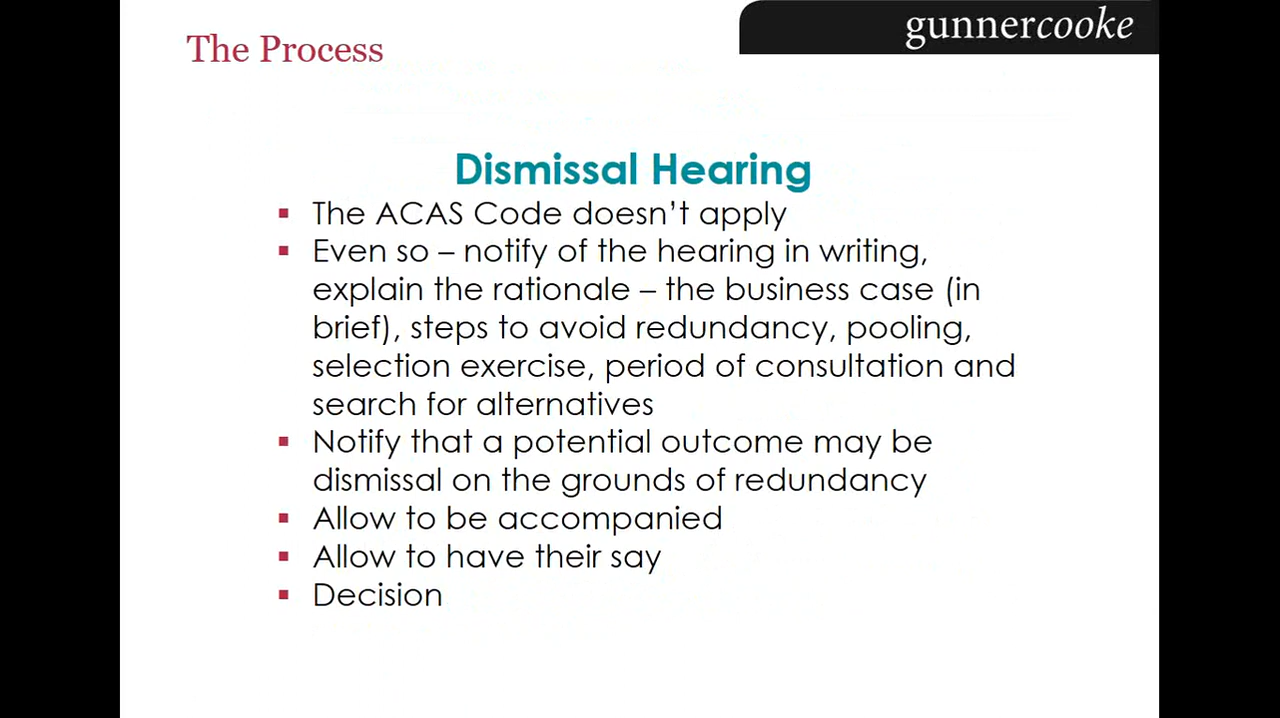 The Process
gunnercooke
Dismissal Hearing
▪ The ACAS Code doesn’t apply
▪ Even so – notify of the hearing in writing,
explain the rationale – the business case (in
brief), steps to avoid redundancy, pooling,
selection exercise, period of consultation and
search for alternatives
▪ Notify that a potential outcome may be
dismissal on the grounds of redundancy
▪ Allow to be accompanied
▪ Allow to have their say
▪ Decision